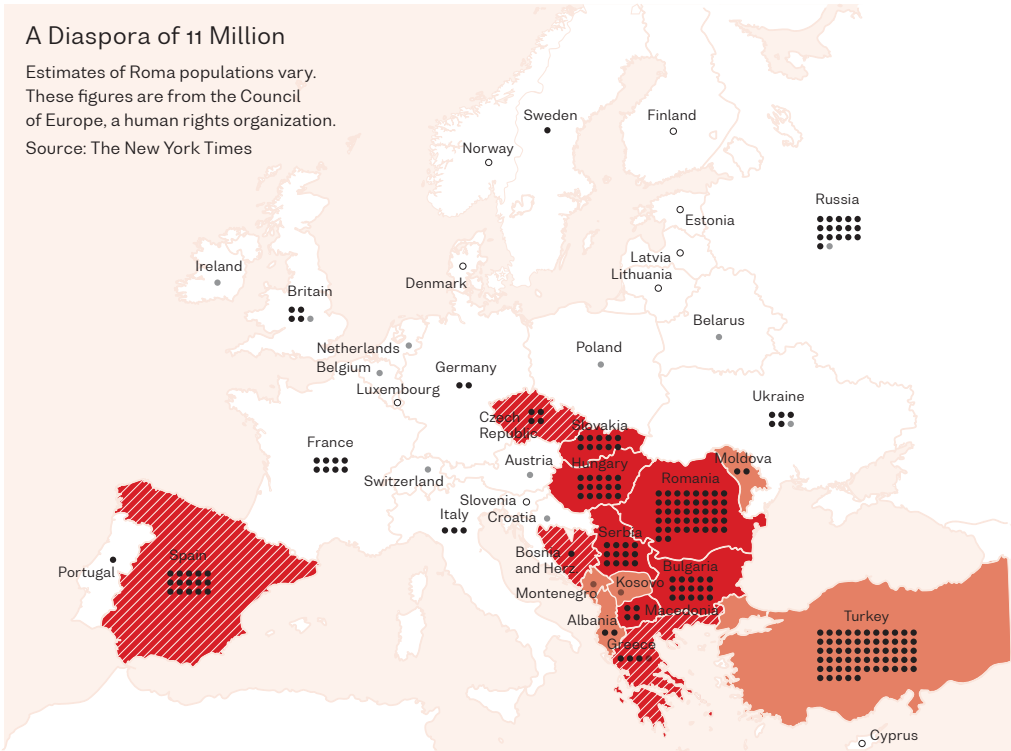 A Diaspora of 11 Million
Estimates of Roma populations vary.
These figures are from the Council
of Europe, a human rights organization.
Source: The New York Times
Sweden
Finland
Norway
Russia
Estonia
Latvia
Lithuania
Ireland
Denmark
Britain
Belarus
Netherlands
Belgium
Poland
Germany
Luxembourg
Ukraine
Czech
Republic
Slovakia
France
Moldova
Austria
Hungary
Switzerland
Romania
Slovenia
Croatia
Italy
Serbia
Bosnia
and Herz.
Spain
Portugal
Bulgaria
Kosovo
Montenegro
Macedonia
Albania
Turkey
Greece
Cyprus